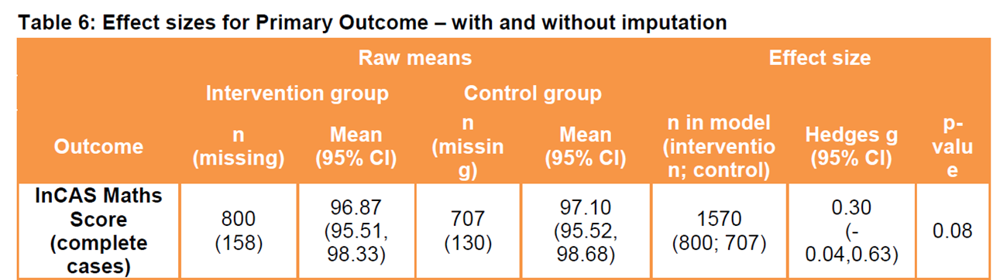 Table 6: Effect sizes for Primary Outcome – with and without imputation
Raw means Effect size
Intervention group Control group
Outcome
n
(missing)
Mean
(95% CI)
n
(missin
g)
Mean
(95% CI)
n in model
(interventio
n; control)
Hedges g
(95% CI)
p-
valu
e
InCAS Maths
Score
(complete
cases)
800
(158)
96.87
(95.51,
98.33)
707
(130)
97.10
(95.52,
98.68)
1570
(800; 707)
0.30
(-
0.04,0.63)
0.08